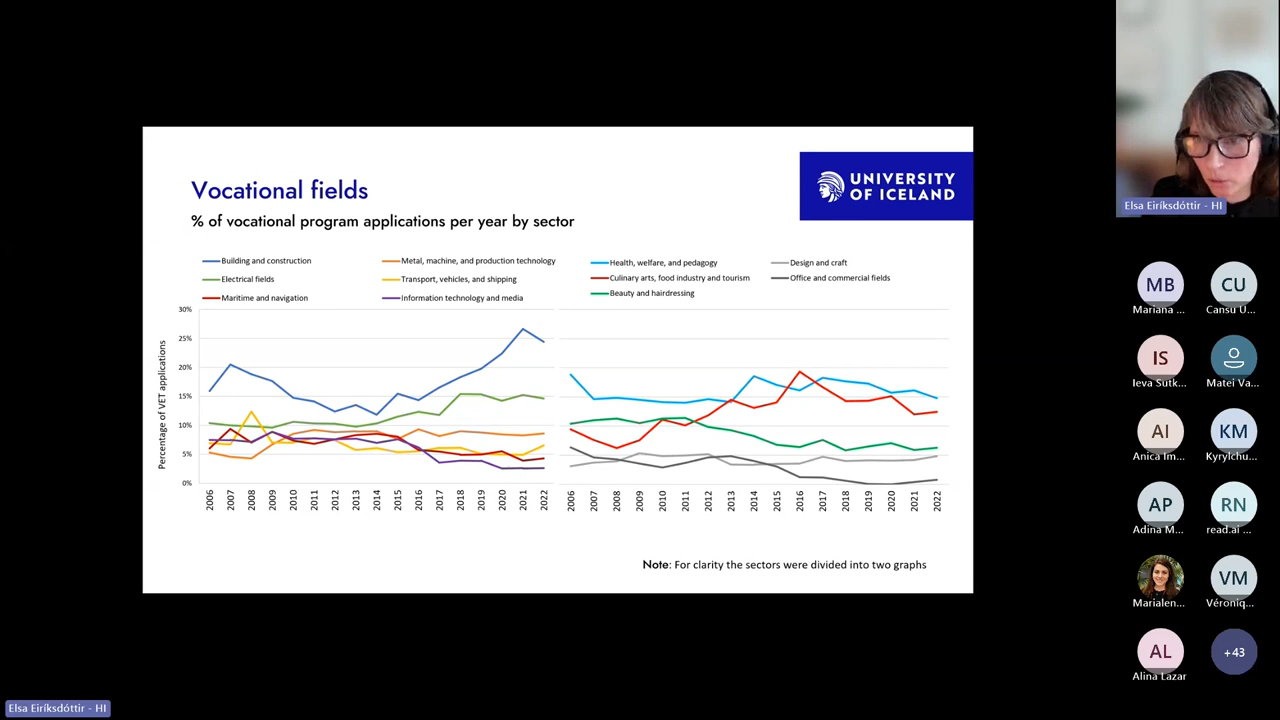 Vocational fields
% of vocational program applications per year by sector
UNIVERSITY
OF ICELAND
Building and construction
Metal, machine, and production technology
Electrical fields
Transport, vehicles, and shipping
Maritime and navigation
Information technology and media
Health, welfare, and pedagogy
Design and craft
Culinary arts, food industry and tourism
Office and commercial fields
Beauty and hairdressing
Percentage of VET applications
30%
25%
20%
15%
10%
5%
0%
2006 2007 2008 2009 2010 2011 2012 2013 2014 2015 2016 2017 2018 2019 2020 2021 2022
2006 2007 2008 2009 2010 2011 2012 2013 2014 2015 2016 2017 2018 2019 2020 2021 2022
Note: For clarity the sectors were divided into two graphs
Elsa Eiríksdóttir - HI
MB
Mariana ...
CU
Cansu U...
IS
Ieva Sutk...
Matei Va...
AI
Anica Im...
KM
Kyrylchu...
AP
Adina M...
RN
read.ai ...
Marialen...
VM
Véroniq...
AL
Alina Lazar
+43
Elsa Eiríksdóttir - HI